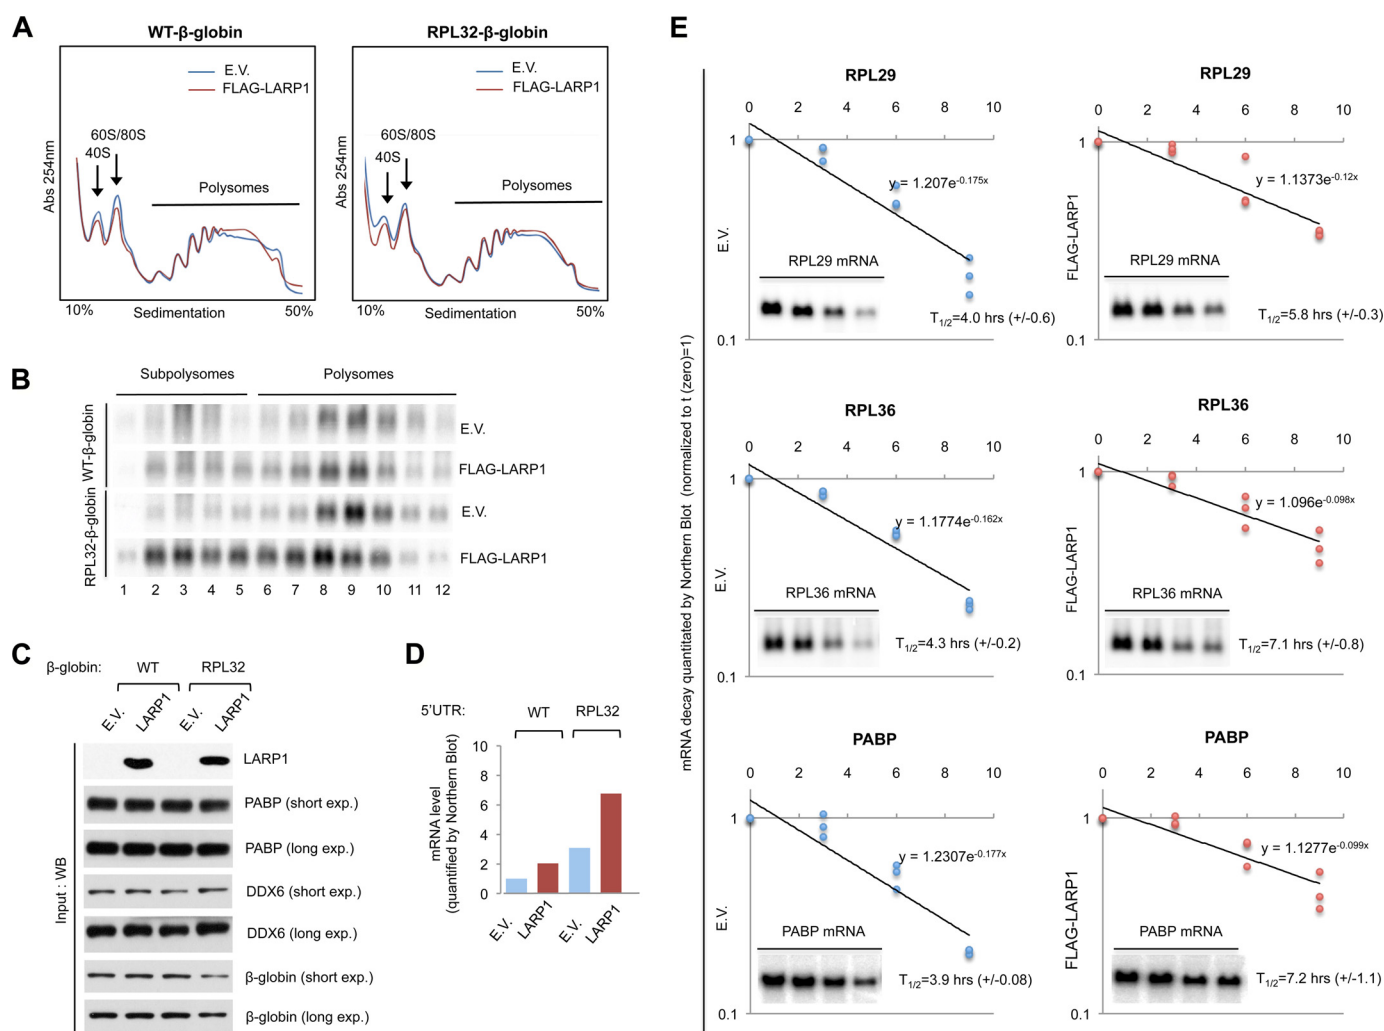 A
WT-β-globin
RPL32-β-globin
E.V.
FLAG-LARP1
60S/80S
40S
Polysomes
Abs 254nm
10%
Sedimentation
50%
E.V.
FLAG-LARP1
60S/80S
40S
Polysomes
Abs 254nm
10%
Sedimentation
50%
B
Subpolysomes
Polysomes
WT-β-globin
E.V.
FLAG-LARP1
RPL32-β-globin
E.V.
FLAG-LARP1
1 2 3 4 5 6 7 8 9 10 11 12
C
β-globin:
WT
RPL32
E.V.
LARP1
E.V.
LARP1
Input : WB
LARP1
PABP (short exp.)
PABP (long exp.)
DDX6 (short exp.)
DDX6 (long exp.)
β-globin (short exp.)
β-globin (long exp.)
D
5'UTR:
WT
RPL32
mRNA level
(quantified by Northern Blot)
10
8
6
4
2
0
E.V.
LARP1
E.V.
LARP1
E
mRNA decay quantitated by Northern Blot (normalized to t (zero)=1)
RPL29
0 2 4 6 8 10
1
y = 1.207e-0.175x
E.V.
RPL29 mRNA
T1/2=4.0 hrs (+/-0.6)
0.1
RPL29
0 2 4 6 8 10
1
y = 1.1373e-0.12x
FLAG-LARP1
RPL29 mRNA
T1/2=5.8 hrs (+/-0.3)
0.1
RPL36
0 2 4 6 8 10
1
y = 1.1774e-0.162x
E.V.
RPL36 mRNA
T1/2=4.3 hrs (+/-0.2)
0.1
RPL36
0 2 4 6 8 10
1
y = 1.096e-0.098x
FLAG-LARP1
RPL36 mRNA
T1/2=7.1 hrs (+/-0.8)
0.1
PABP
0 2 4 6 8 10
1
y = 1.2307e-0.177x
E.V.
PABP mRNA
T1/2=3.9 hrs (+/-0.08)
0.1
PABP
0 2 4 6 8 10
1
y = 1.1277e-0.099x
FLAG-LARP1
PABP mRNA
T1/2=7.2 hrs (+/-1.1)
0.1